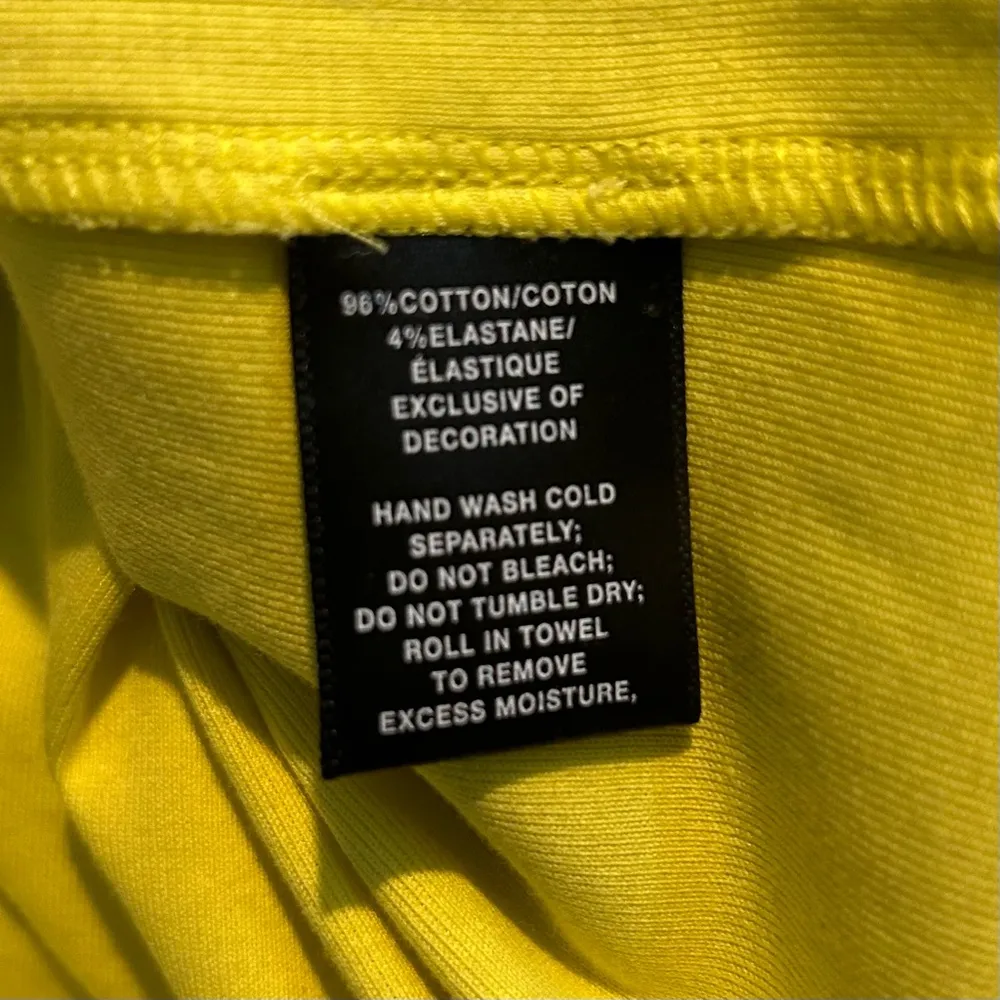 96%COTTON/COTON
4%ELASTANE/
ÉLASTIQUE
EXCLUSIVE OF
DECORATION
HAND WASH COLD
SEPARATELY;
DO NOT BLEACH;
DO NOT TUMBLE DRY;
ROLL IN TOWEL
TO REMOVE
EXCESS MOISTURE,